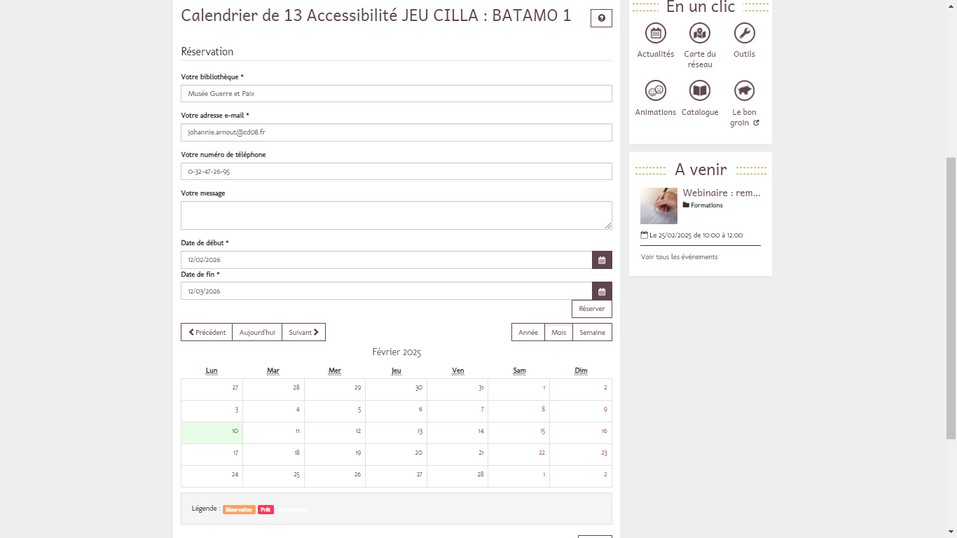 Calendrier de 13 Accessibilité JEU CILLA : BATAMO 1
Réservation
Votre bibliothèque *
Musée Guerre et Paix
Votre adresse e-mail *
johannie.arnout@cd08.fr
Votre numéro de téléphone
0-32-47-26-95
Votre message
Date de début *
12/02/2026
Date de fin *
12/03/2026
Réserver
Précédent Aujourd'hui Suivant
Année Mois Semaine
Février 2025
Lun Mar Mer Jeu Ven Sam Dim
27 28 29 30 31 1 2
3 4 5 6 7 8 9
10 11 12 13 14 15 16
17 18 19 20 21 22 23
24 25 26 27 28 1 2
Légende : Réservation Prêt
En un clic
Actualités
Carte du réseau
Outils
Animations
Catalogue
Le bon groin
A venir
Webinaire : rem...
Formations
Le 25/02/2025 de 10:00 à 12:00
Voir tous les événements